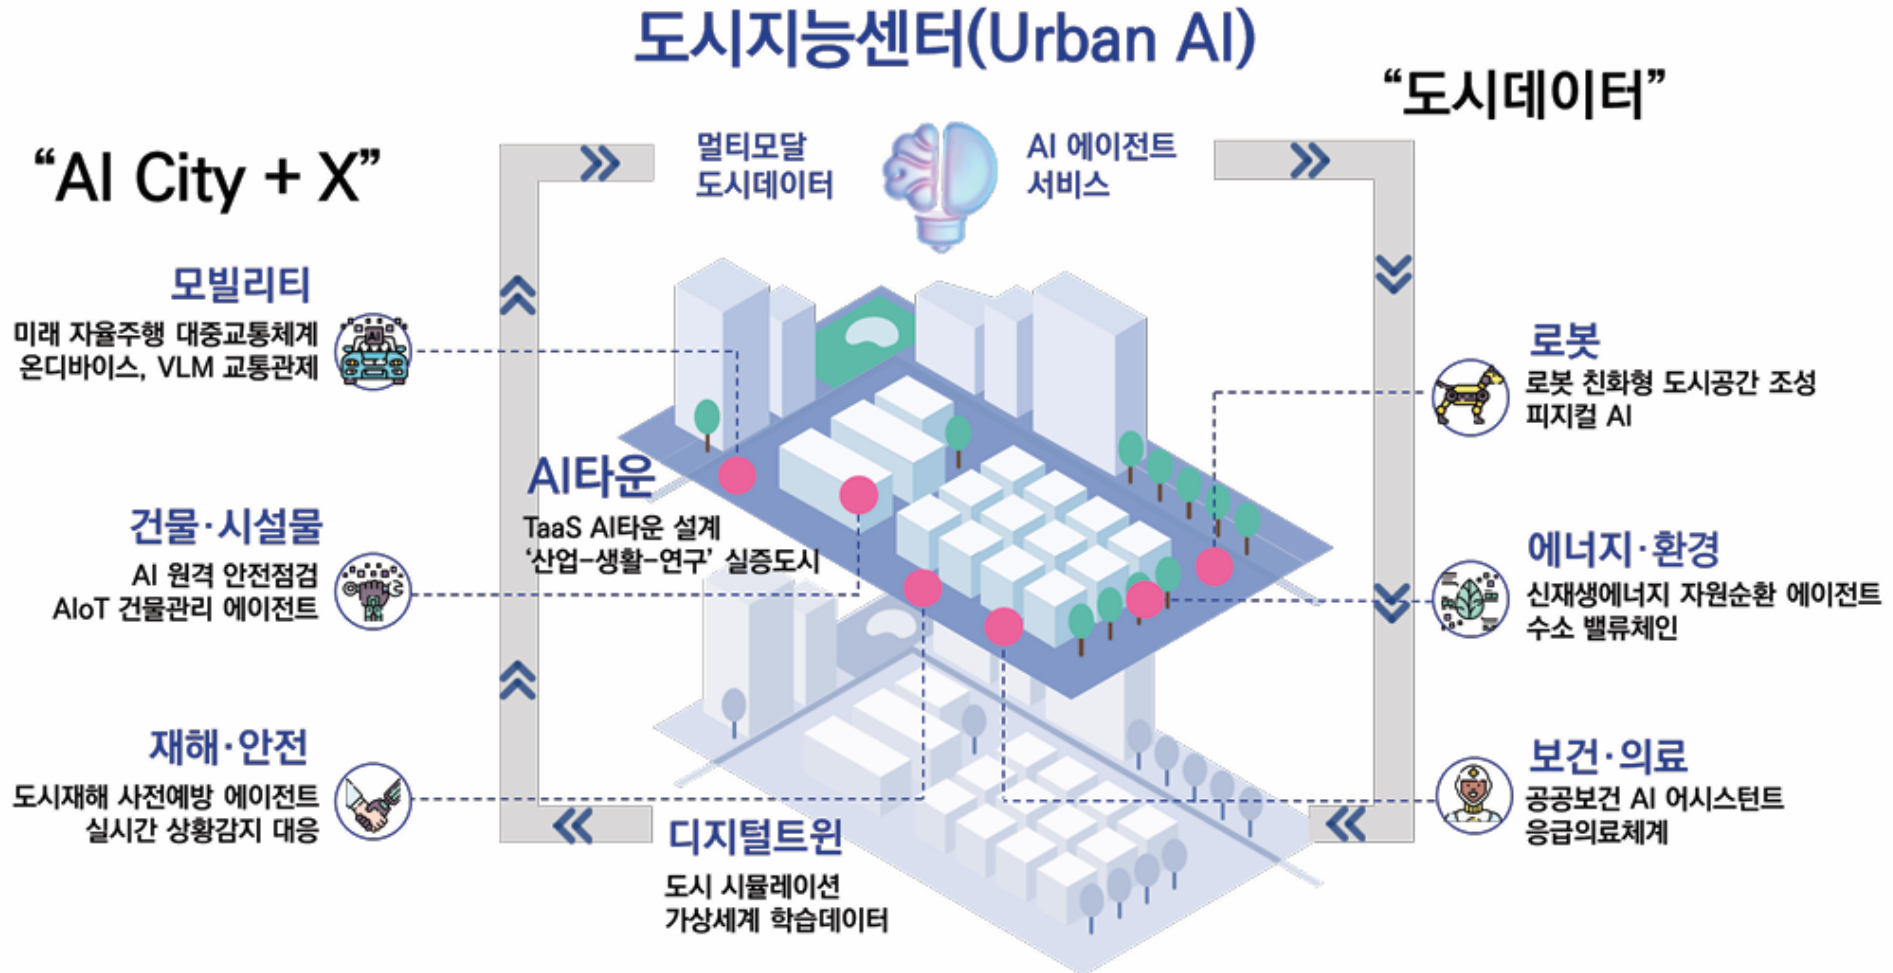 도시지능센터(Urban AI)
“도시데이터”
“AI City + X”
멀티모달
도시데이터
AI 에이전트
서비스
모빌리티
미래 자율주행 대중교통체계
온디바이스, VLM 교통관제
AI
로봇
로봇 친화형 도시공간 조성
피지컬 AI
AI타운
TaaS AI타운 설계
‘산업-생활-연구’ 실증도시
건물·시설물
AI 원격 안전점검
AIoT 건물관리 에이전트
에너지·환경
신재생에너지 자원순환 에이전트
수소 밸류체인
재해·안전
도시재해 사전예방 에이전트
실시간 상황감지 대응
보건·의료
공공보건 AI 어시스턴트
응급의료체계
디지털트윈
도시 시뮬레이션
가상세계 학습데이터